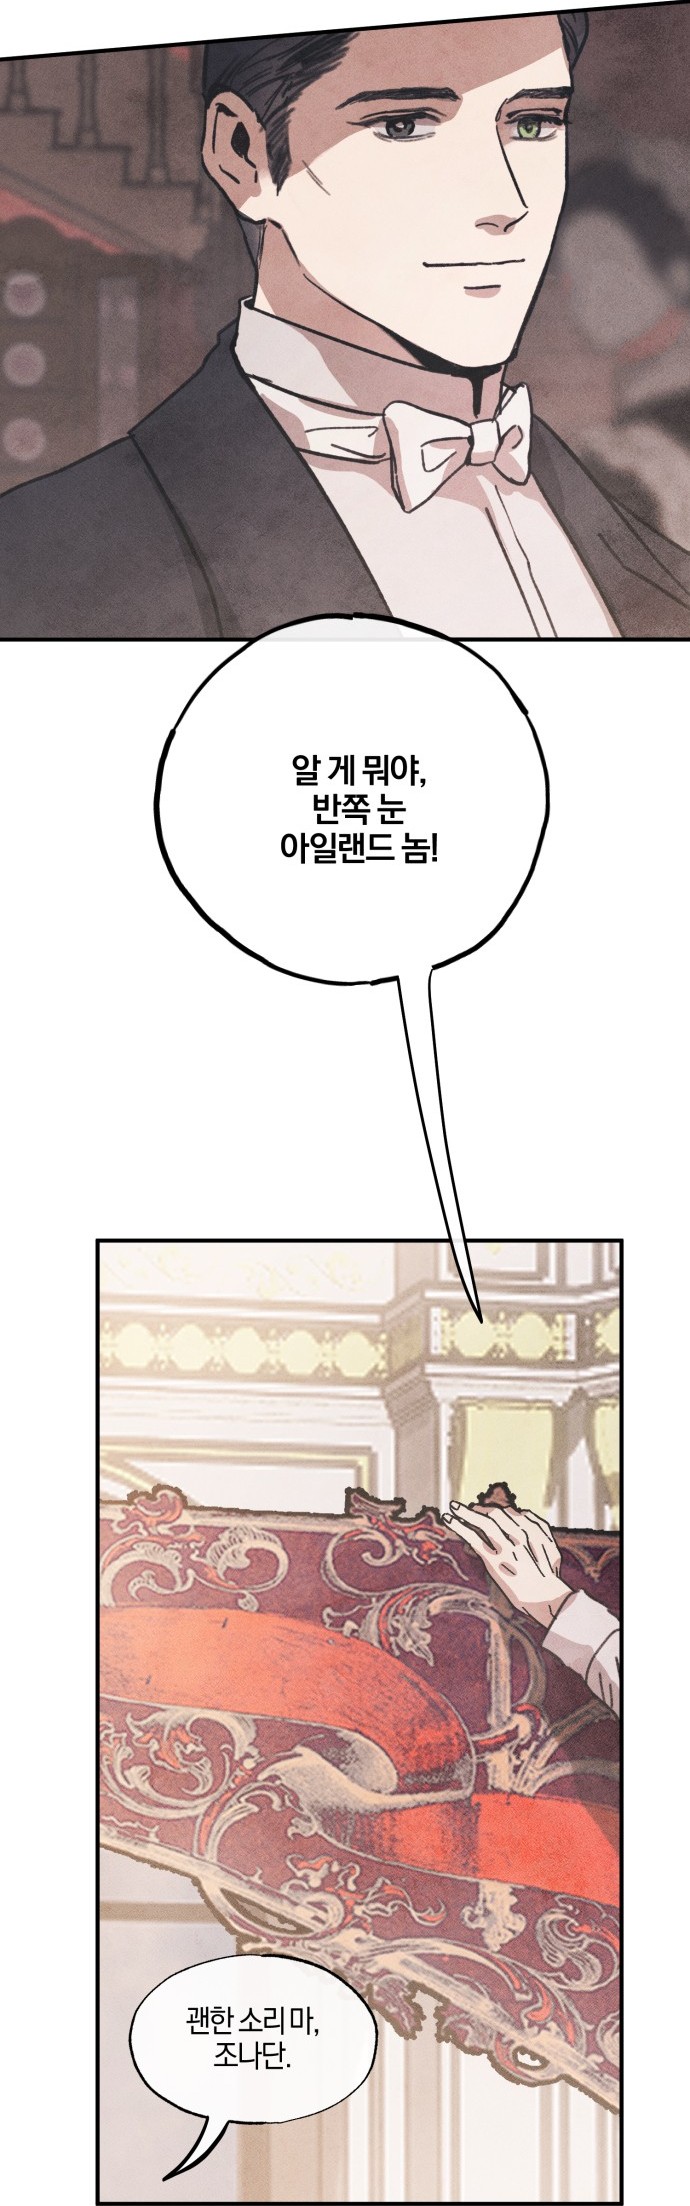 알 게 뭐야,
반쪽 눈
아일랜드 놈!
괜한 소리 마,
조나단.